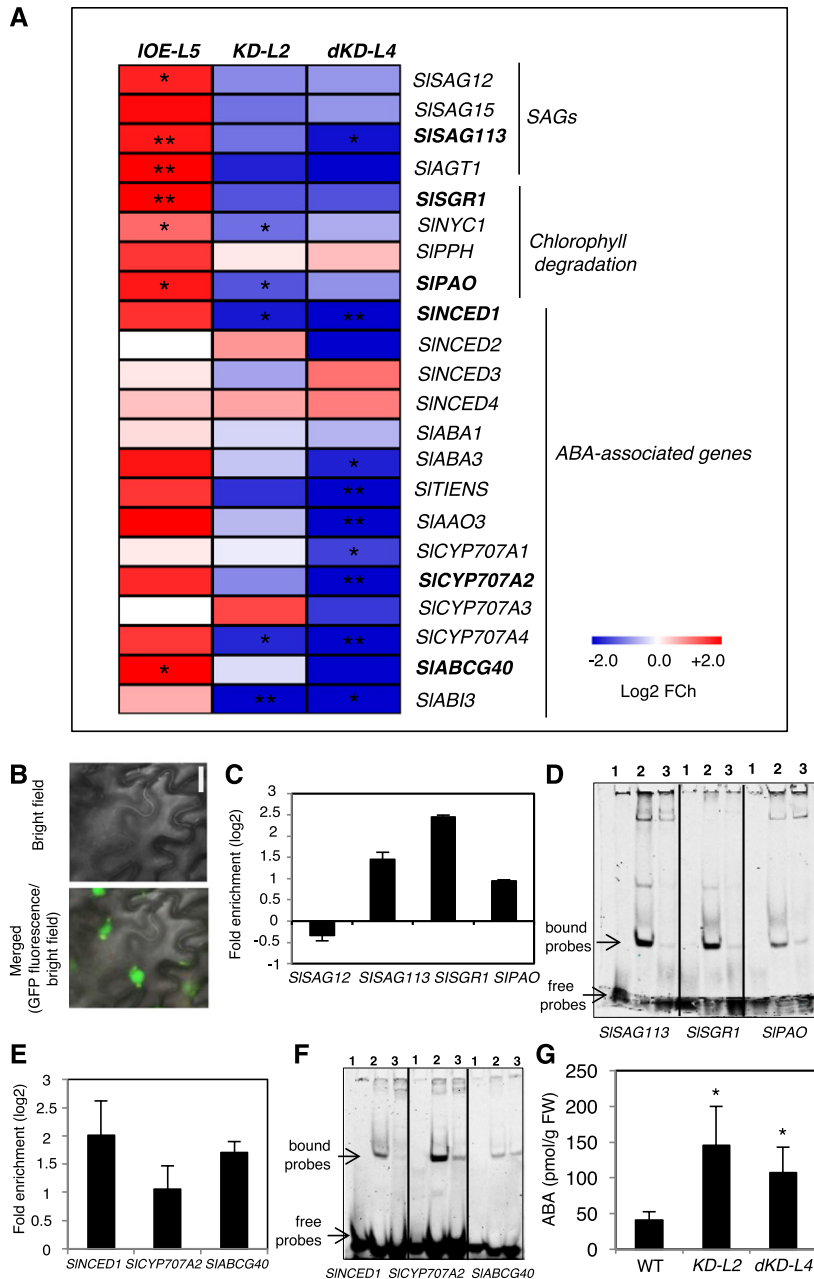 A
IOE-L5 KD-L2 dKD-L4
* SlSAG12
SlSAG15
** * SlSAG113
** SlAGT1
SAGs
** SlSGR1
* * SlNYC1
SlPPH
* * SlPAO
Chlorophyll
degradation
* ** SlNCED1
SlNCED2
SlNCED3
SlNCED4
SlABA1
* SlABA3
** SlTIENS
** SlAAO3
* SlCYP707A1
** SlCYP707A2
SlCYP707A3
* ** SlCYP707A4
* SlABCG40
** * SlABI3
ABA-associated genes
-2.0 0.0 +2.0
Log2 FCh
B
Bright field
Merged
(GFP fluorescence/
bright field)
C
Fold enrichment (log2)
3
2.5
2
1.5
1
0.5
0
-0.5
-1
SlSAG12 SlSAG113 SlSGR1 SlPAO
D
1 2 3 1 2 3 1 2 3
bound
probes
free
probes
SlSAG113 SlSGR1 SlPAO
E
Fold enrichment (log2)
3
2.5
2
1.5
1
0.5
0
SlNCED1 SlCYP707A2 SlABCG40
F
1 2 3 1 2 3 1 2 3
bound
probes
free
probes
SlNCED1 SlCYP707A2 SlABCG40
G
ABA (pmol/g FW)
250
200
150
100
50
0
* *
WT KD-L2 dKD-L4